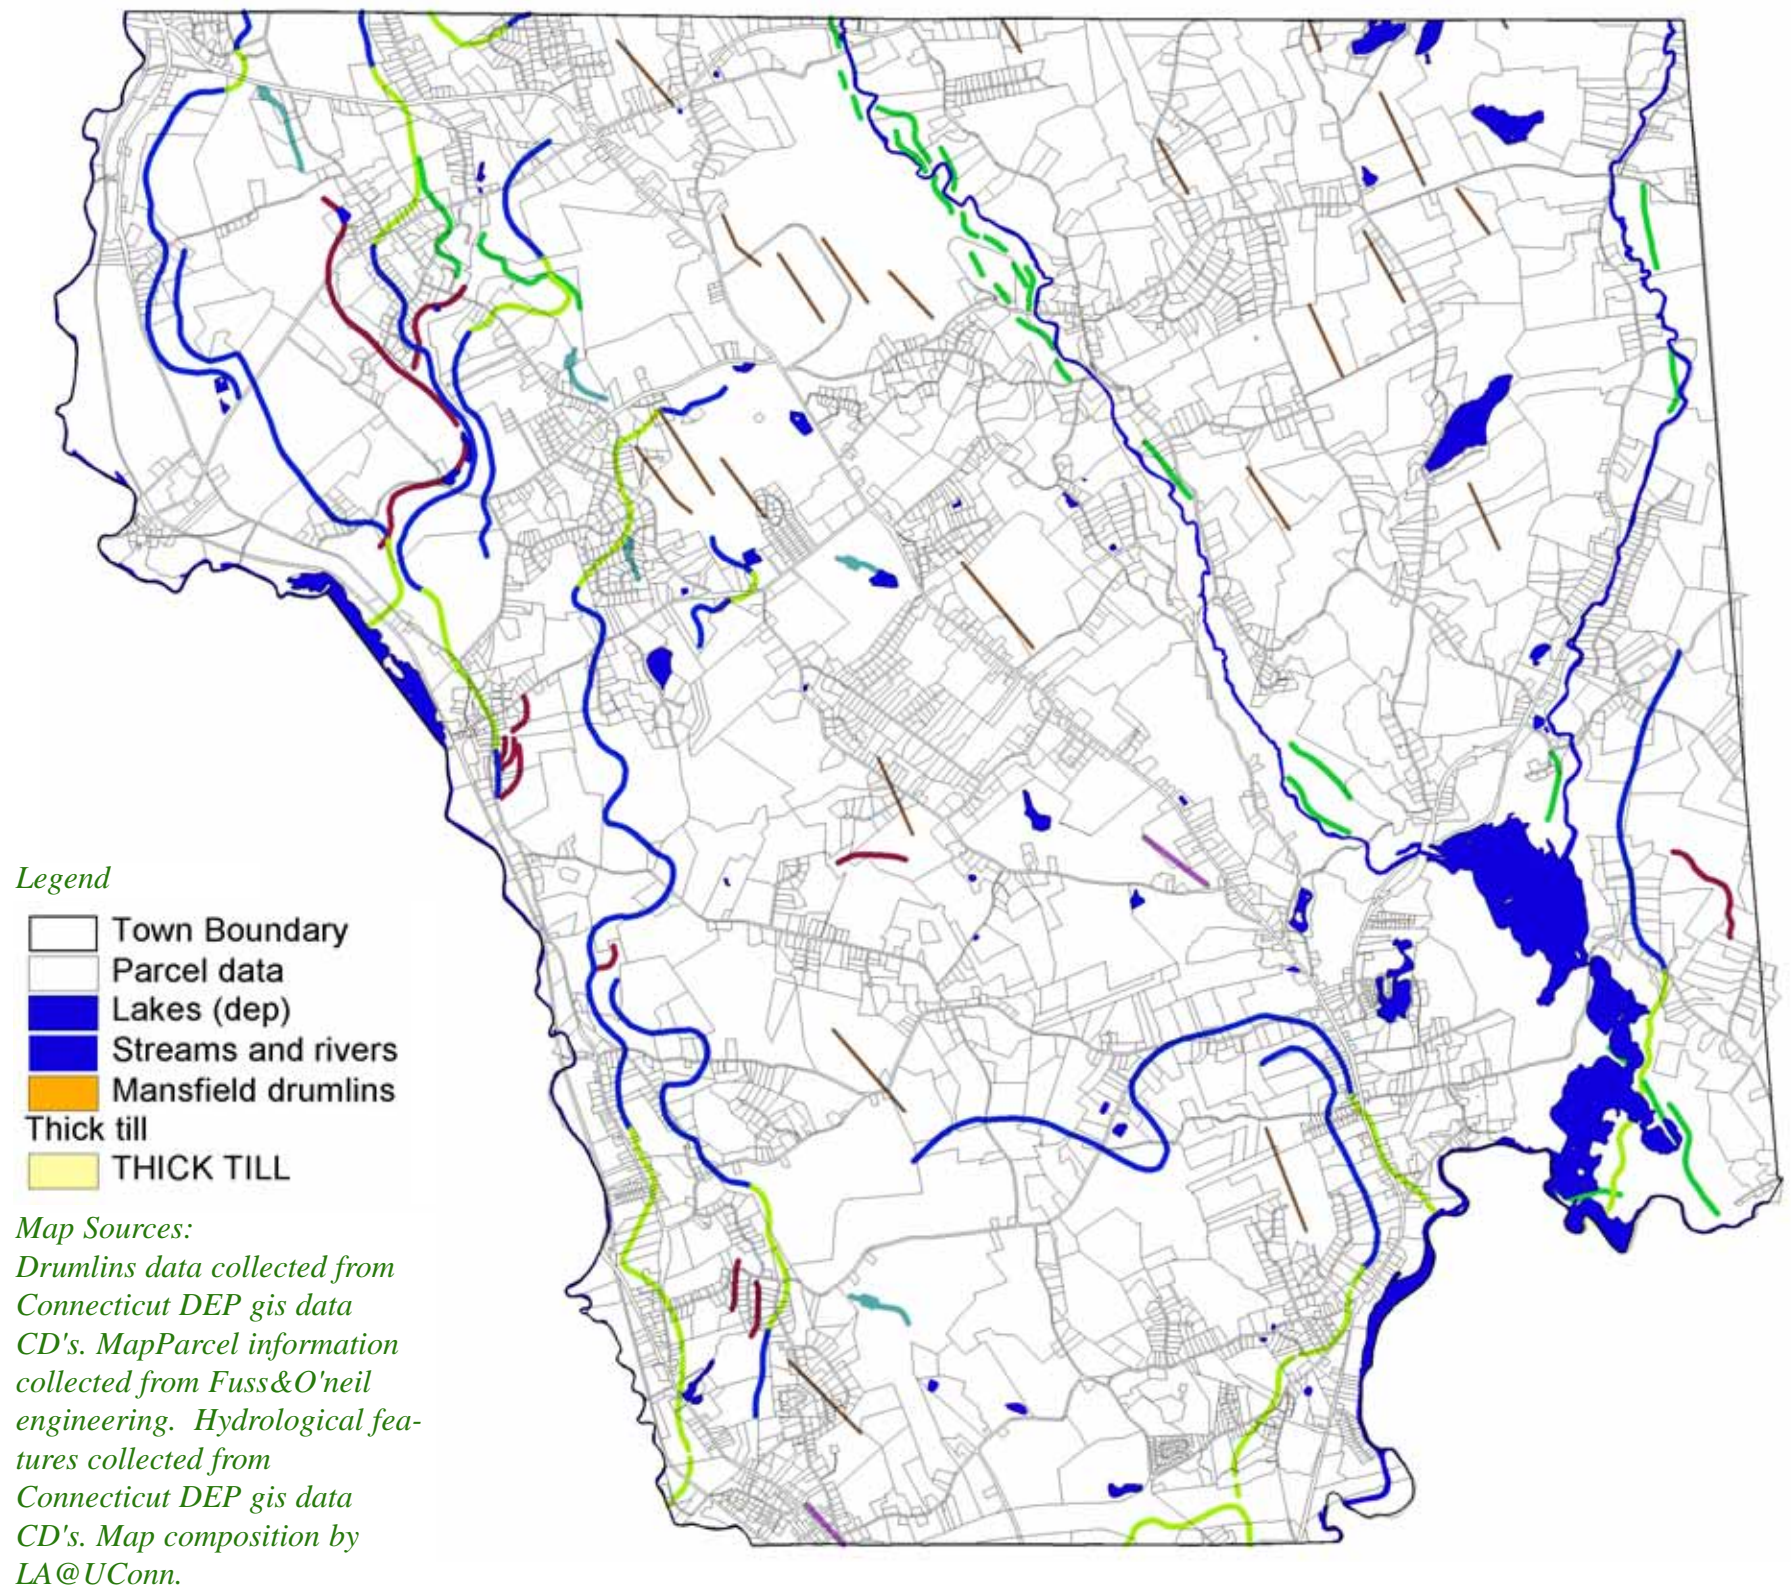 Legend
Town Boundary
Parcel data
Lakes (dep)
Streams and rivers
Mansfield drumlins
Thick till
THICK TILL
Map Sources:
Drumlins data collected from
Connecticut DEP gis data
CD's. MapParcel information
collected from Fuss&O'neil
engineering.  Hydrological fea-
tures collected from
Connecticut DEP gis data
CD's. Map composition by
LA@UConn.